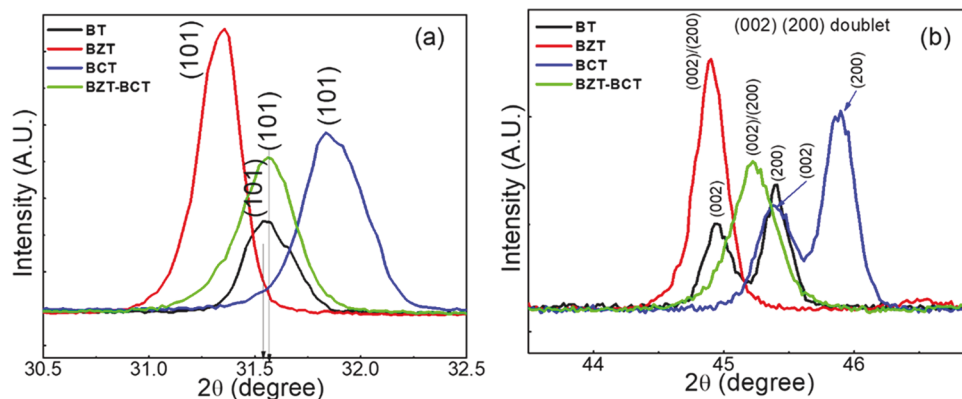 BT
BZT
BCT
BZT-BCT
(a)
(101)
(101)
(101)
(101)
Intensity (A.U.)
30.5
31.0
31.5
32.0
32.5
2θ (degree)
BT
BZT
BCT
BZT-BCT
(002) (200) doublet
(b)
(002)/(200)
(002)
(002)/(200)
(200)
(002)
(200)
Intensity (A.U.)
44
45
46
2θ (degree)